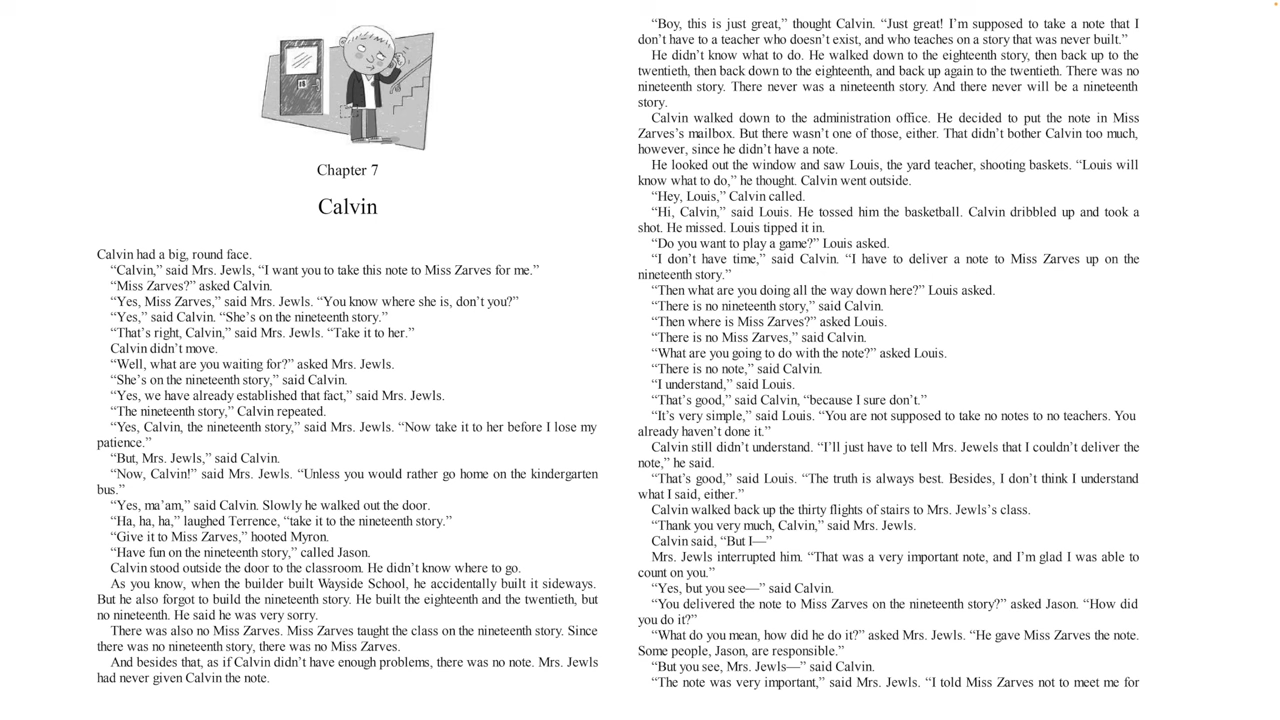 Chapter 7
Calvin
Calvin had a big, round face.
“Calvin,” said Mrs. Jewls, “I want you to take this note to Miss Zarves for me.”
“Miss Zarves?” asked Calvin.
“Yes, Miss Zarves,” said Mrs. Jewls. “You know where she is, don’t you?”
“Yes,” said Calvin. “She’s on the nineteenth story.”
“That’s right, Calvin,” said Mrs. Jewls. “Take it to her.”
Calvin didn’t move.
“Well, what are you waiting for?” asked Mrs. Jewls.
“She’s on the nineteenth story,” said Calvin.
“Yes, we have already established that fact,” said Mrs. Jewls.
“The nineteenth story,” Calvin repeated.
“Yes, Calvin, the nineteenth story,” said Mrs. Jewls. “Now take it to her before I lose my
patience.”
“But, Mrs. Jewls,” said Calvin.
“Now, Calvin!” said Mrs. Jewls. “Unless you would rather go home on the kindergarten
bus.”
“Yes, ma’am,” said Calvin. Slowly he walked out the door.
“Ha, ha, ha,” laughed Terrence, “take it to the nineteenth story.”
“Give it to Miss Zarves,” hooted Myron.
“Have fun on the nineteenth story,” called Jason.
Calvin stood outside the door to the classroom. He didn’t know where to go.
As you know, when the builder built Wayside School, he accidentally built it sideways.
But he also forgot to build the nineteenth story. He built the eighteenth and the twentieth, but
no nineteenth. He said he was very sorry.
There was also no Miss Zarves. Miss Zarves taught the class on the nineteenth story. Since
there was no nineteenth story, there was no Miss Zarves.
And besides that, as if Calvin didn’t have enough problems, there was no note. Mrs. Jewls
had never given Calvin the note.
“Boy, this is just great,” thought Calvin. “Just great! I’m supposed to take a note that I
don’t have to a teacher who doesn’t exist, and who teaches on a story that was never built.”
He didn’t know what to do. He walked down to the eighteenth story, then back up to the
twentieth, then back down to the eighteenth, and back up again to the twentieth. There was no
nineteenth story. There never was a nineteenth story. And there never will be a nineteenth
story.
Calvin walked down to the administration office. He decided to put the note in Miss
Zarves’s mailbox. But there wasn’t one of those, either. That didn’t bother Calvin too much,
however, since he didn’t have a note.
He looked out the window and saw Louis, the yard teacher, shooting baskets. “Louis will
know what to do,” he thought. Calvin went outside.
“Hey, Louis,” Calvin called.
“Hi, Calvin,” said Louis. He tossed him the basketball. Calvin dribbled up and took a
shot. He missed. Louis tipped it in.
“Do you want to play a game?” Louis asked.
“I don’t have time,” said Calvin. “I have to deliver a note to Miss Zarves up on the
nineteenth story.”
“Then what are you doing all the way down here?” Louis asked.
“There is no nineteenth story,” said Calvin.
“Then where is Miss Zarves?” asked Louis.
“There is no Miss Zarves,” said Calvin.
“What are you going to do with the note?” asked Louis.
“There is no note,” said Calvin.
“I understand,” said Louis.
“That’s good,” said Calvin, “because I sure don’t.”
“It’s very simple,” said Louis. “You are not supposed to take no notes to no teachers. You
already haven’t done it.”
Calvin still didn’t understand. “I’ll just have to tell Mrs. Jewels that I couldn’t deliver the
note,” he said.
“That’s good,” said Louis. “The truth is always best. Besides, I don’t think I understand
what I said, either.”
Calvin walked back up the thirty flights of stairs to Mrs. Jewls’s class.
“Thank you very much, Calvin,” said Mrs. Jewls.
Calvin said, “But I—”
Mrs. Jewls interrupted him. “That was a very important note, and I’m glad I was able to
count on you.”
“Yes, but you see—” said Calvin.
“You delivered the note to Miss Zarves on the nineteenth story?” asked Jason. “How did
you do it?”
“What do you mean, how did he do it?” asked Mrs. Jewls. “He gave Miss Zarves the note.
Some people, Jason, are responsible.”
“But you see, Mrs. Jewls—” said Calvin.
“The note was very important,” said Mrs. Jewls. “I told Miss Zarves not to meet me for